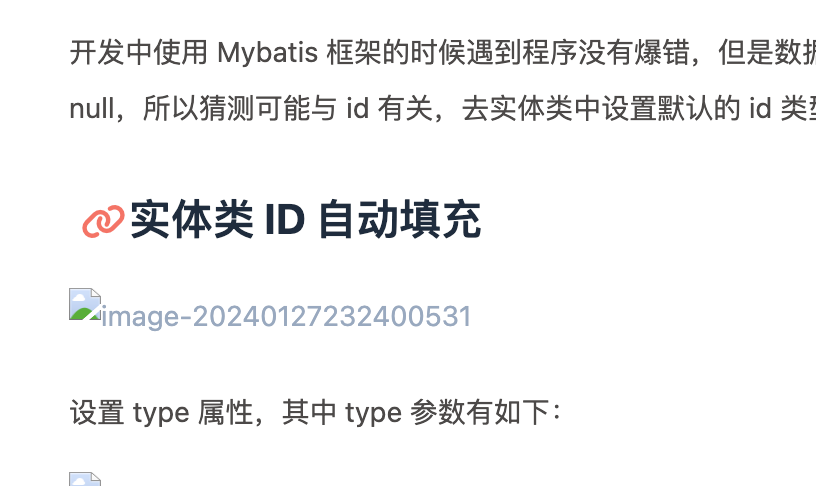 开发中使用 Mybatis 框架的时候遇到程序没有爆错，但是数据
null，所以猜测可能与 id 有关，去实体类中设置默认的 id 类型
实体类 ID 自动填充
image-20240127232400531
设置 type 属性，其中 type 参数有如下：